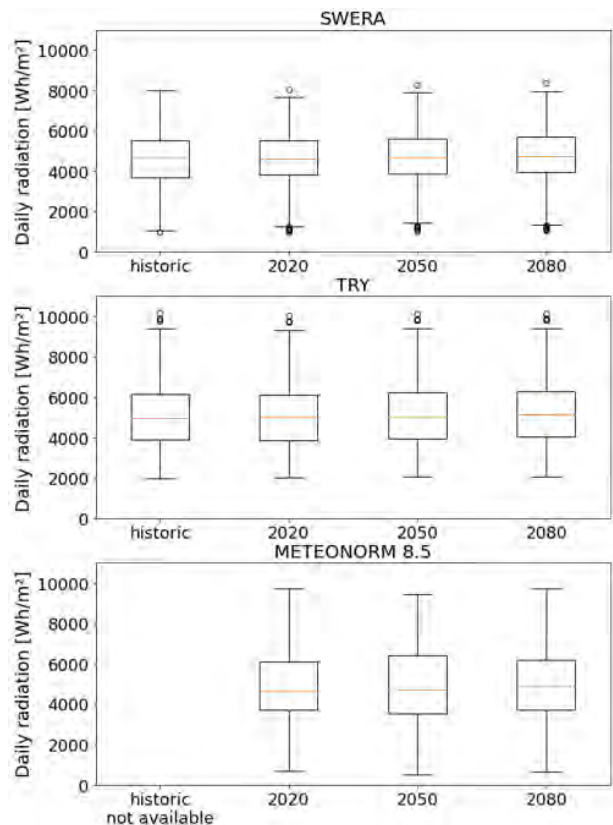 SWERA
Daily radiation [Wh/m²]
10000
8000
6000
4000
2000
0
historic 2020 2050 2080
TRY
Daily radiation [Wh/m²]
10000
8000
6000
4000
2000
0
historic 2020 2050 2080
METEONORM 8.5
Daily radiation [Wh/m²]
10000
8000
6000
4000
2000
0
historic 2020 2050 2080
not available